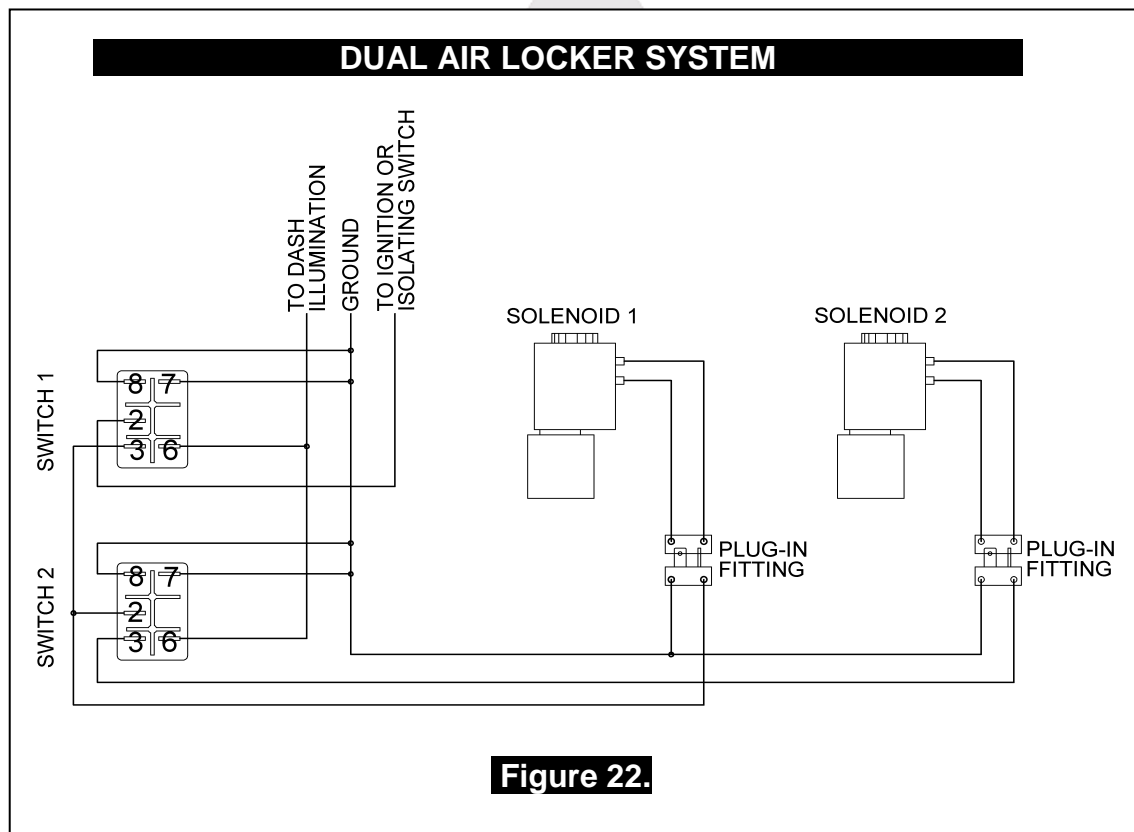 DUAL AIR LOCKER SYSTEM
TO DASH
ILLUMINATION
GROUND
TO IGNITION OR
ISOLATING SWITCH
SOLENOID 1
SOLENOID 2
SWITCH 1
8 7
2
3 6
SWITCH 2
8 7
2
3 6
PLUG-IN
FITTING
PLUG-IN
FITTING
Figure 22.